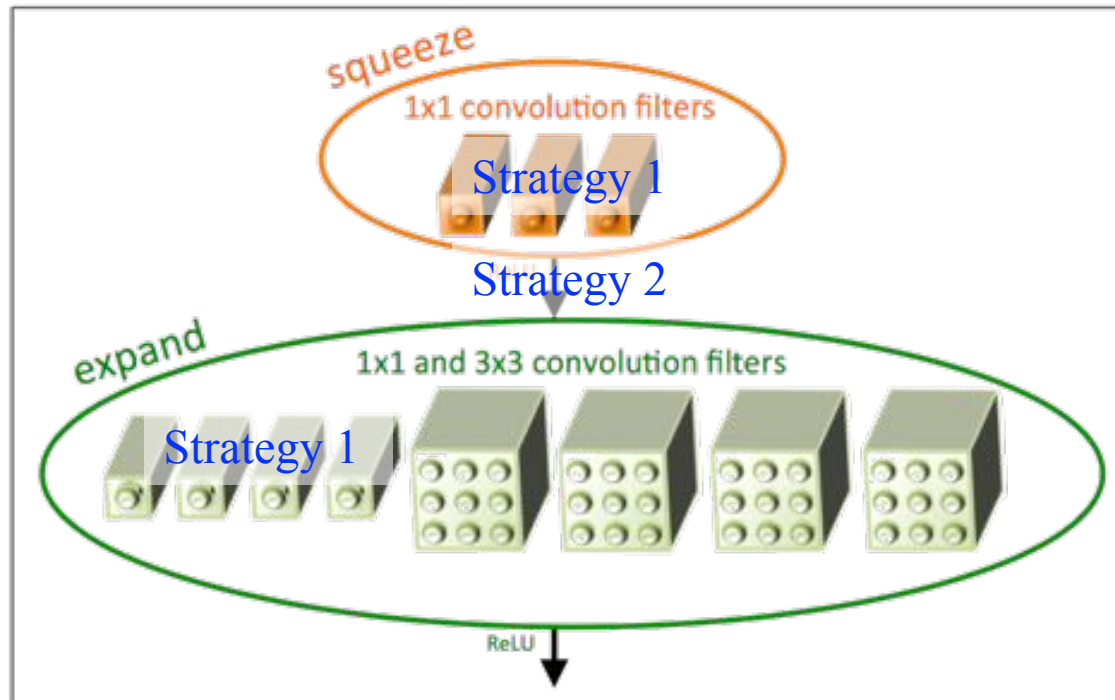 squeeze
1x1 convolution filters
Strategy 1
Strategy 2
expand
1x1 and 3x3 convolution filters
Strategy 1
ReLU